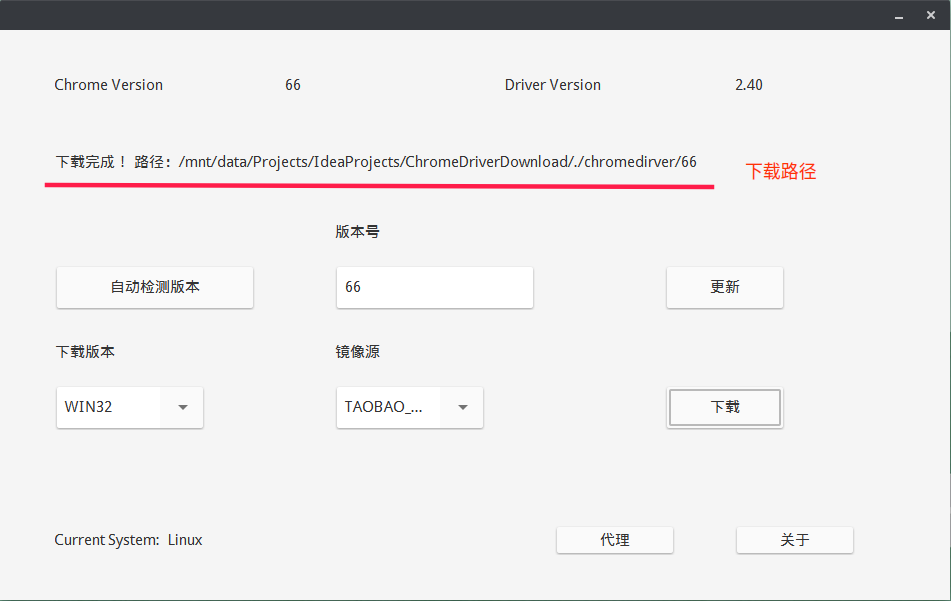 Chrome Version 66 Driver Version 2.40
下载完成！ 路径：/mnt/data/Projects/IdeaProjects/ChromeDriverDownload/./chromedirver/66 下载路径
版本号
自动检测版本 66 更新
下载版本 镜像源
WIN32 TAOBAO_... 下载
Current System: Linux 代理 关于